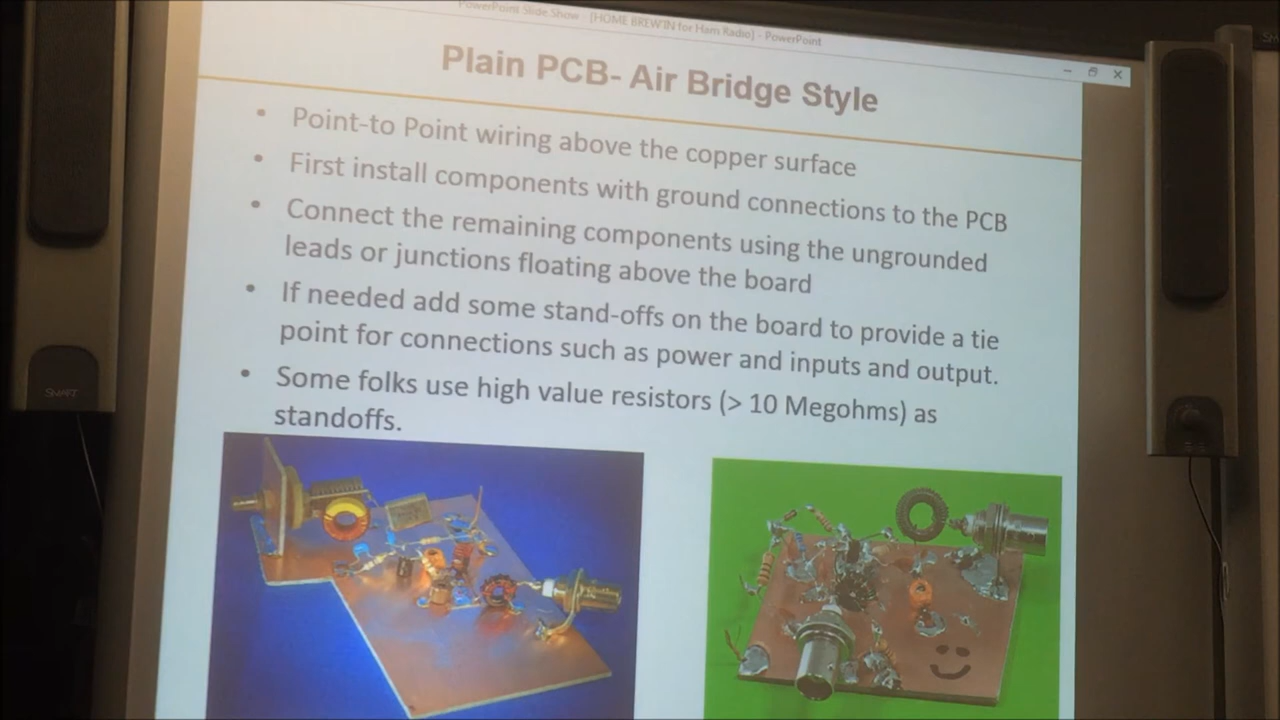 PowerPoint Slide Show - [HOME BREW'IN for Ham Radio] - PowerPoint
Plain PCB- Air Bridge Style
• Point-to Point wiring above the copper surface
• First install components with ground connections to the PCB
• Connect the remaining components using the ungrounded
leads or junctions floating above the board
• If needed add some stand-offs on the board to provide a tie
point for connections such as power and inputs and output.
• Some folks use high value resistors (> 10 Megohms) as
standoffs.
SMART